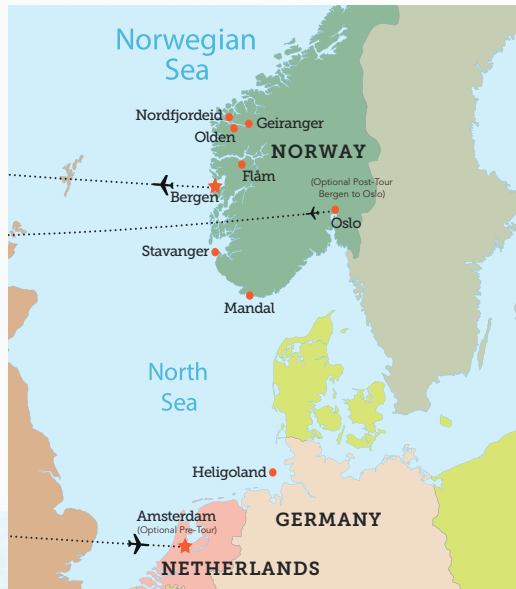 Norwegian
Sea
Nordfjordeid
Olden
Geiranger
NORWAY
Flåm
(Optional Post-Tour
Bergen to Oslo)
Bergen
Oslo
Stavanger
Mandal
North
Sea
Heligoland
Amsterdam
(Optional Pre-Tour)
GERMANY
NETHERLANDS